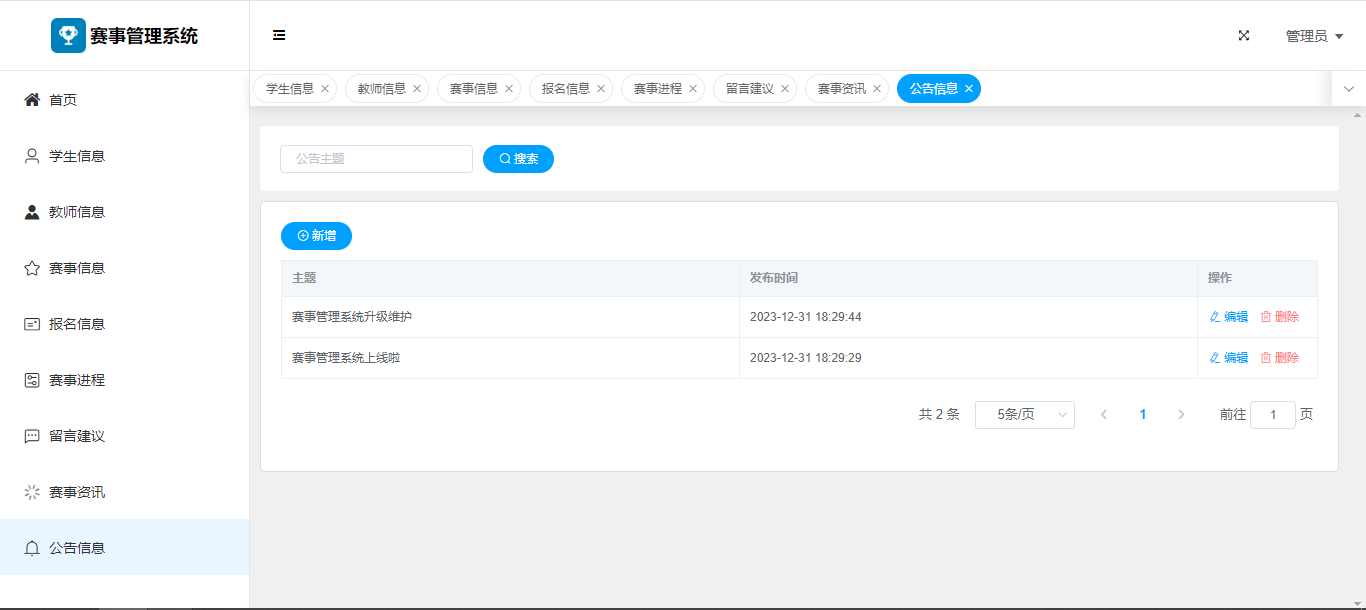 赛事管理系统
管理员
首页
学生信息
教师信息
赛事信息
报名信息
赛事进程
留言建议
赛事资讯
公告信息
学生信息 教师信息 赛事信息 报名信息 赛事进程 留言建议 赛事资讯 公告信息
公告主题 搜索
新增
主题 发布时间 操作
赛事管理系统升级维护 2023-12-31 18:29:44 编辑 删除
赛事管理系统上线啦 2023-12-31 18:29:29 编辑 删除
共 2 条 5条/页 1 前往 1 页